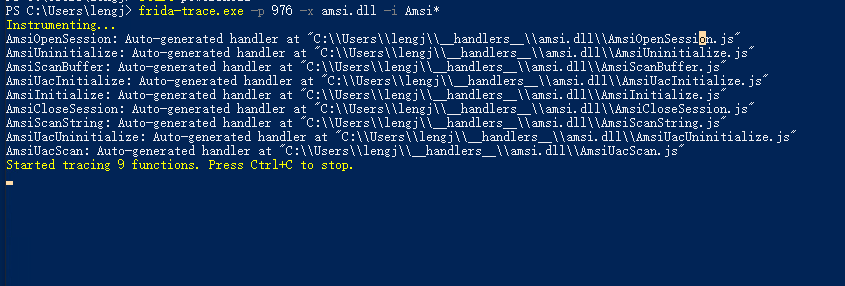 PS C:\Users\lengj> frida-trace.exe -p 976 -x amsi.dll -i Amsi*
Instrumenting...
AmsiOpenSession: Auto-generated handler at "C:\\Users\\lengj\\__handlers__\\amsi.dll\\AmsiOpenSession.js"
AmsiUninitialize: Auto-generated handler at "C:\\Users\\lengj\\__handlers__\\amsi.dll\\AmsiUninitialize.js"
AmsiScanBuffer: Auto-generated handler at "C:\\Users\\lengj\\__handlers__\\amsi.dll\\AmsiScanBuffer.js"
AmsiUacInitialize: Auto-generated handler at "C:\\Users\\lengj\\__handlers__\\amsi.dll\\AmsiUacInitialize.js"
AmsiInitialize: Auto-generated handler at "C:\\Users\\lengj\\__handlers__\\amsi.dll\\AmsiInitialize.js"
AmsiCloseSession: Auto-generated handler at "C:\\Users\\lengj\\__handlers__\\amsi.dll\\AmsiCloseSession.js"
AmsiScanString: Auto-generated handler at "C:\\Users\\lengj\\__handlers__\\amsi.dll\\AmsiScanString.js"
AmsiUacUninitialize: Auto-generated handler at "C:\\Users\\lengj\\__handlers__\\amsi.dll\\AmsiUacUninitialize.js"
AmsiUacScan: Auto-generated handler at "C:\\Users\\lengj\\__handlers__\\amsi.dll\\AmsiUacScan.js"
Started tracing 9 functions. Press Ctrl+C to stop.